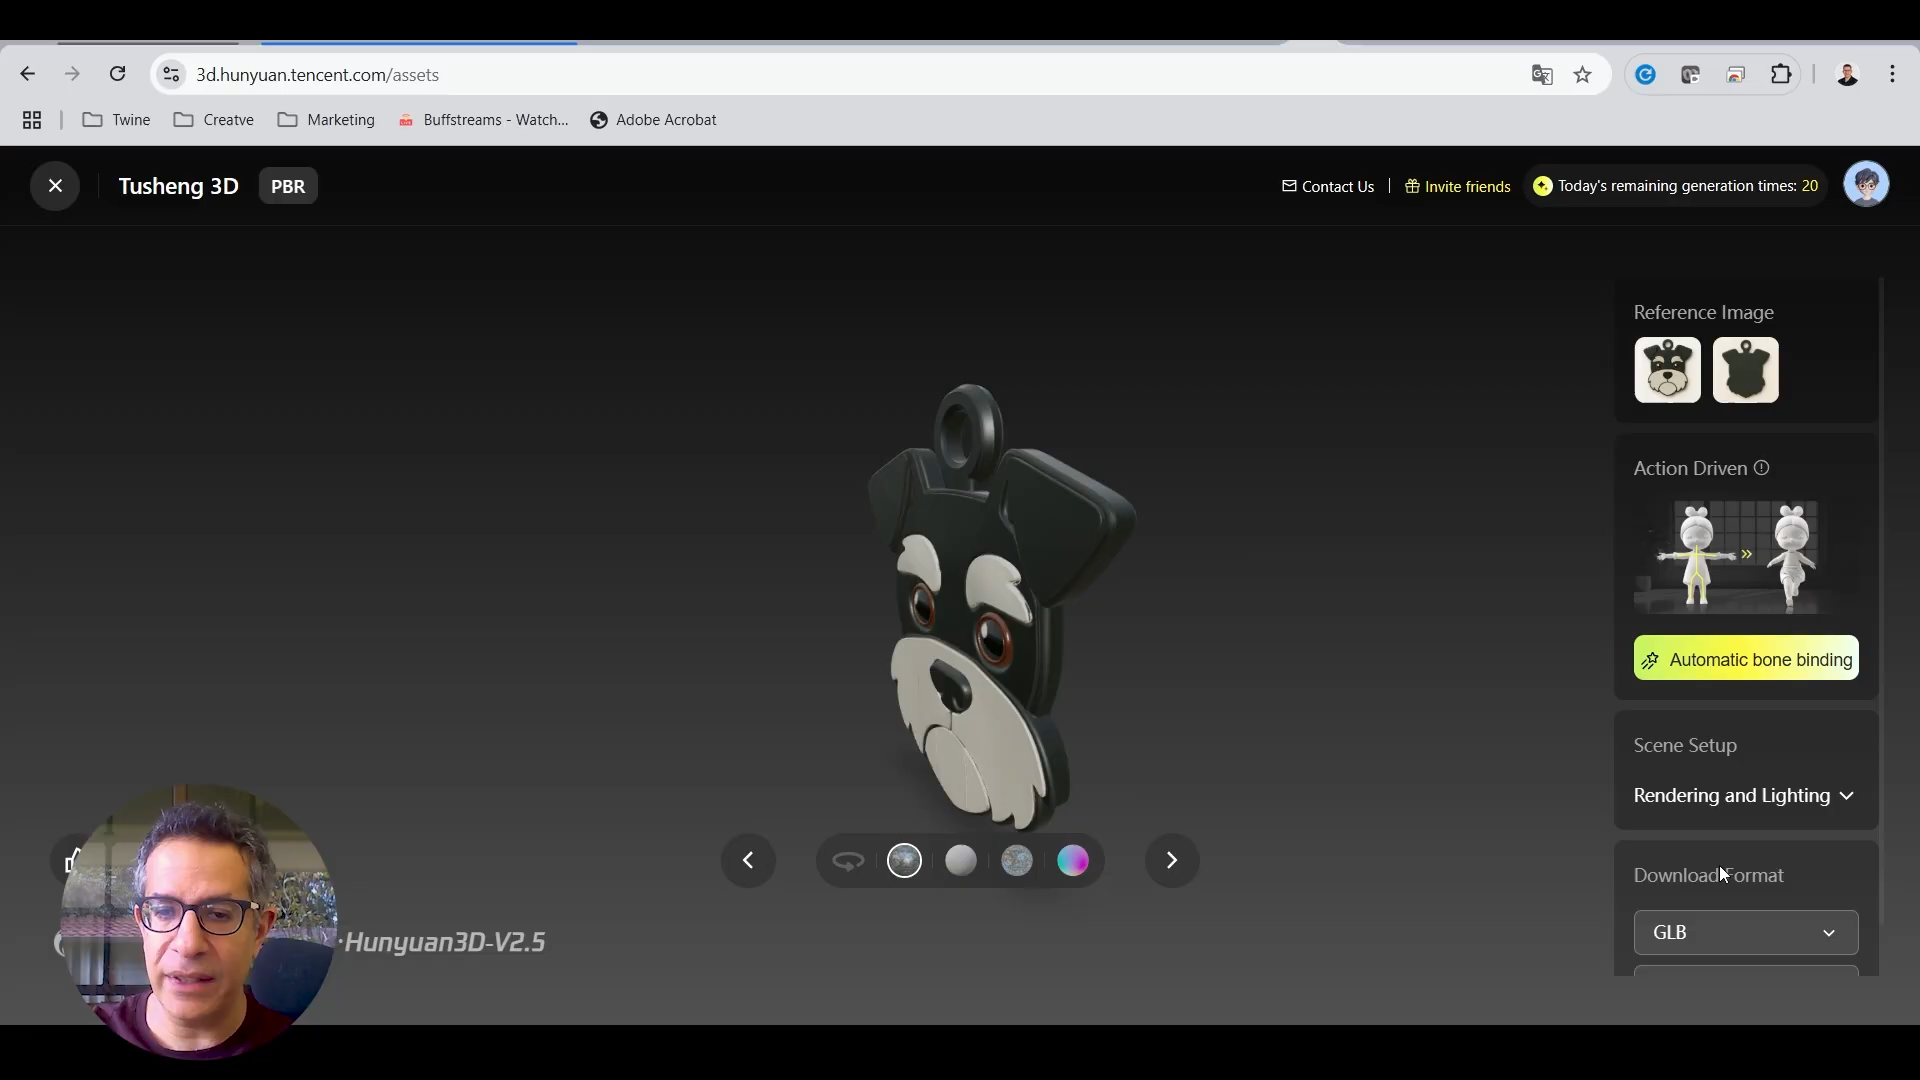 3d.hunyuan.tencent.com/assets
Twine
Creatve
Marketing
Buffstreams - Watch...
Adobe Acrobat
Tusheng 3D
PBR
Contact Us
Invite friends
Today's remaining generation times: 20
Reference Image
Action Driven
Automatic bone binding
Scene Setup
Rendering and Lighting
Download Format
GLB
·Hunyuan3D-V2.5